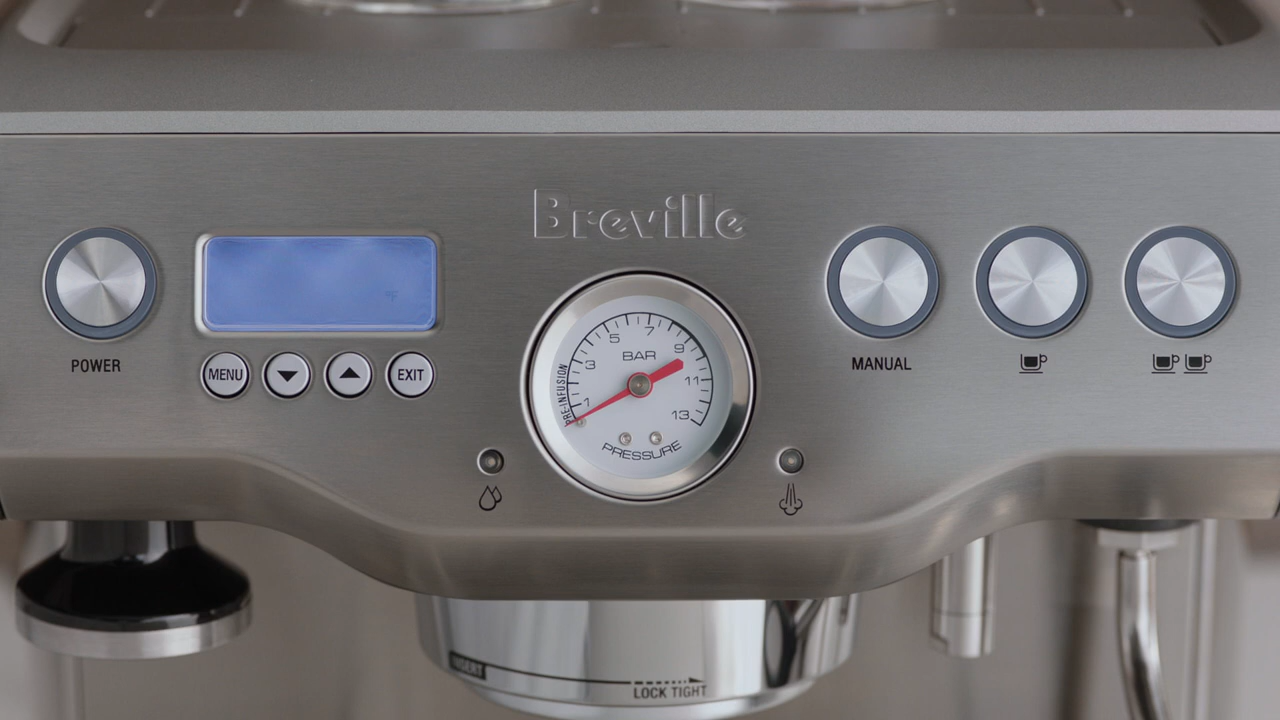 Breville
POWER
MENU
EXIT
PRE-INFUSION
1
3
5
7
9
11
13
BAR
PRESSURE
MANUAL
INSERT
LOCK TIGHT